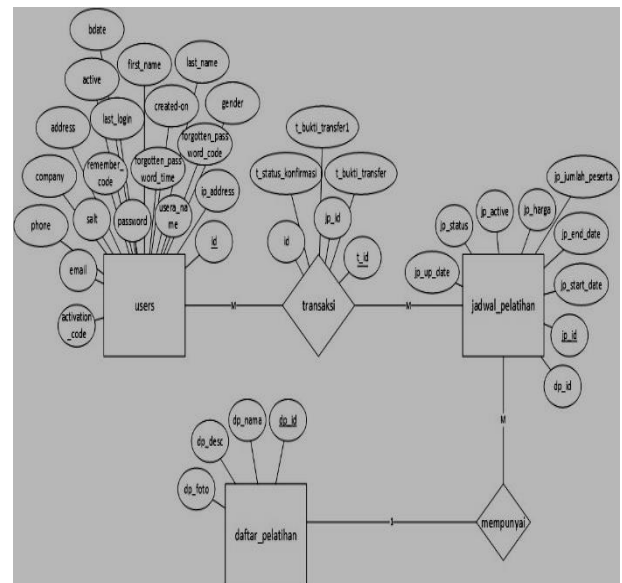 bdate
first_name
last_name
active
created-on
gender
last_login
address
forgotten_pass
word_code
remember_
code
forgotten_pass
word_time
company
ip_address
salt
password
usera_na
me
phone
id
email
users
activation
_code
t_bukti_transfer1
t_status_konfirmasi
t_bukti_transfer
jp_id
id
t_id
M
transaksi
M
jp_jumlah_peserta
jp_harga
jp_active
jp_status
jp_end_date
jp_up_date
jp_start_date
jadwal_pelatihan
jp_id
dp_id
M
mempunyai
1
dp_id
dp_nama
dp_desc
dp_foto
daftar_pelatihan